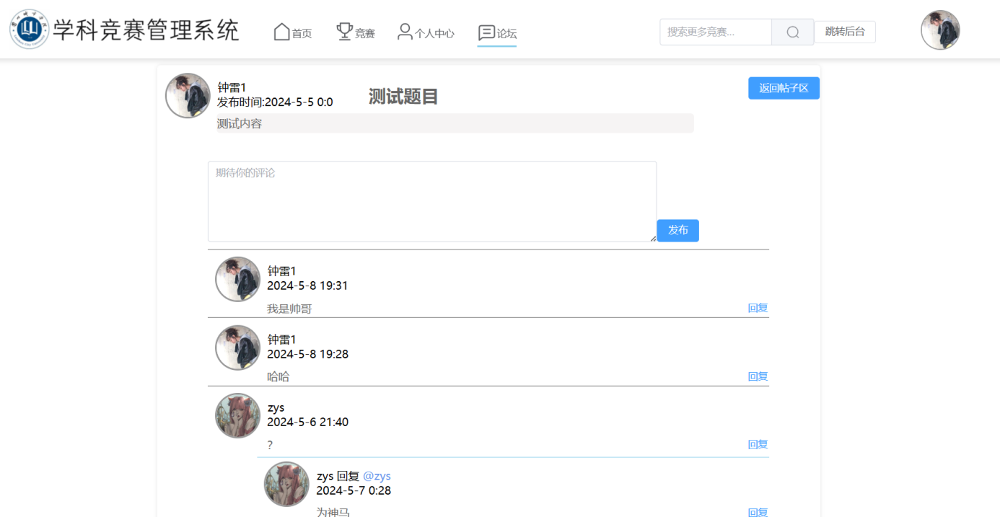 学科竞赛管理系统
首页
竞赛
个人中心
论坛
搜索更多竞赛...
跳转后台
钟雷1
发布时间:2024-5-5 0:0
测试题目
返回帖子区
测试内容
期待你的评论
发布
钟雷1
2024-5-8 19:31
我是帅哥
回复
钟雷1
2024-5-8 19:28
哈哈
回复
zys
2024-5-6 21:40
?
回复
zys 回复 @zys
2024-5-7 0:28
为神马
回复